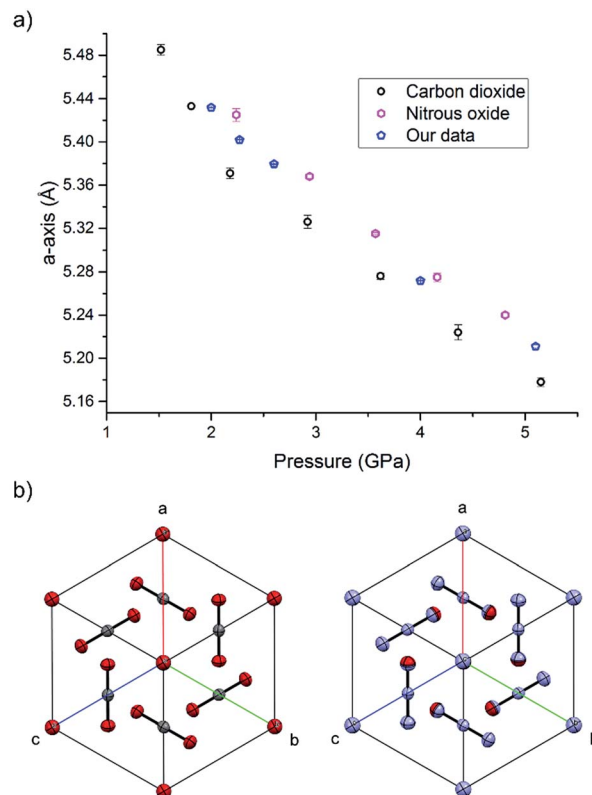 a)
5.48
5.44
5.40
5.36
5.32
5.28
5.24
5.20
5.16
a-axis (Å)
Carbon dioxide
Nitrous oxide
Our data
1 2 3 4 5
Pressure (GPa)
b)
a a
c b c